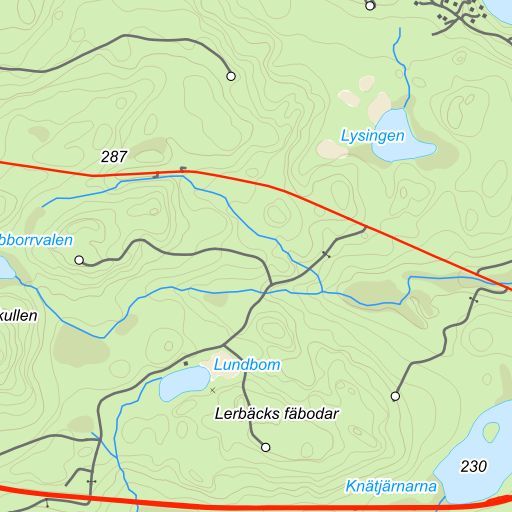 Lysingen
287
bborrvalen
kullen
Lundbom
Lerbäcks fäbodar
230
Knätjärnarna